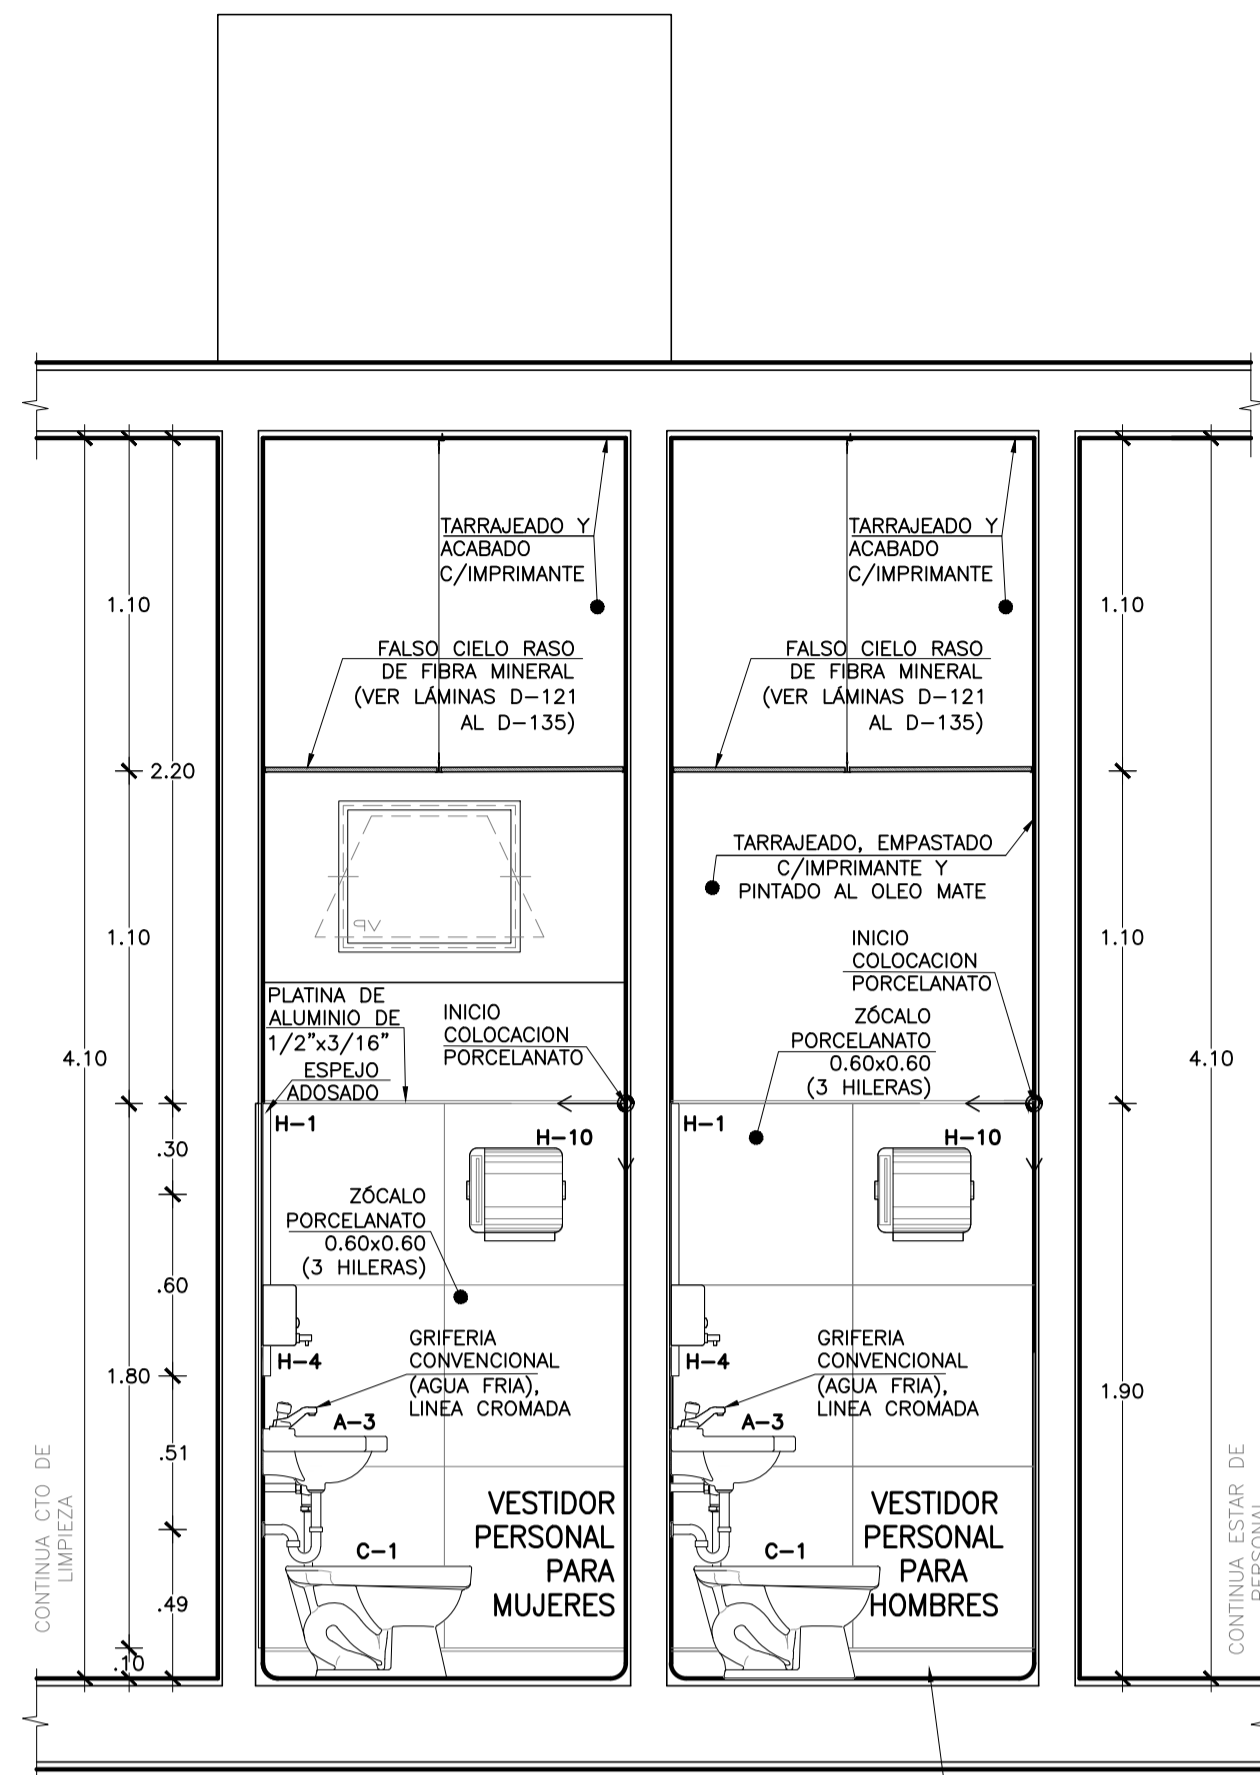 TARRAJEADO Y
ACABADO
C/IMPRIMANTE
FALSO CIELO RASO
DE FIBRA MINERAL
(VER LÁMINAS D-121
AL D-135)
TARRAJEADO Y
ACABADO
C/IMPRIMANTE
FALSO CIELO RASO
DE FIBRA MINERAL
(VER LÁMINAS D-121
AL D-135)
1.10
2.20
1.10
4.10
.30
.60
1.80
.51
.49
.10
CONTINUA CTO DE
LIMPIEZA
VP
PLATINA DE
ALUMINIO DE
1/2"x3/16"
ESPEJO
ADOSADO
INICIO
COLOCACION
PORCELANATO
H-1
H-10
ZÓCALO
PORCELANATO
0.60x0.60
(3 HILERAS)
GRIFERIA
CONVENCIONAL
(AGUA FRIA),
LINEA CROMADA
H-4
A-3
C-1
VESTIDOR
PERSONAL
PARA
MUJERES
TARRAJEADO, EMPASTADO
C/IMPRIMANTE Y
PINTADO AL OLEO MATE
INICIO
COLOCACION
PORCELANATO
ZÓCALO
PORCELANATO
0.60x0.60
(3 HILERAS)
H-1
H-10
GRIFERIA
CONVENCIONAL
(AGUA FRIA),
LINEA CROMADA
H-4
A-3
C-1
VESTIDOR
PERSONAL
PARA
HOMBRES
1.10
1.10
4.10
1.90
CONTINUA ESTAR DE
PERSONAL